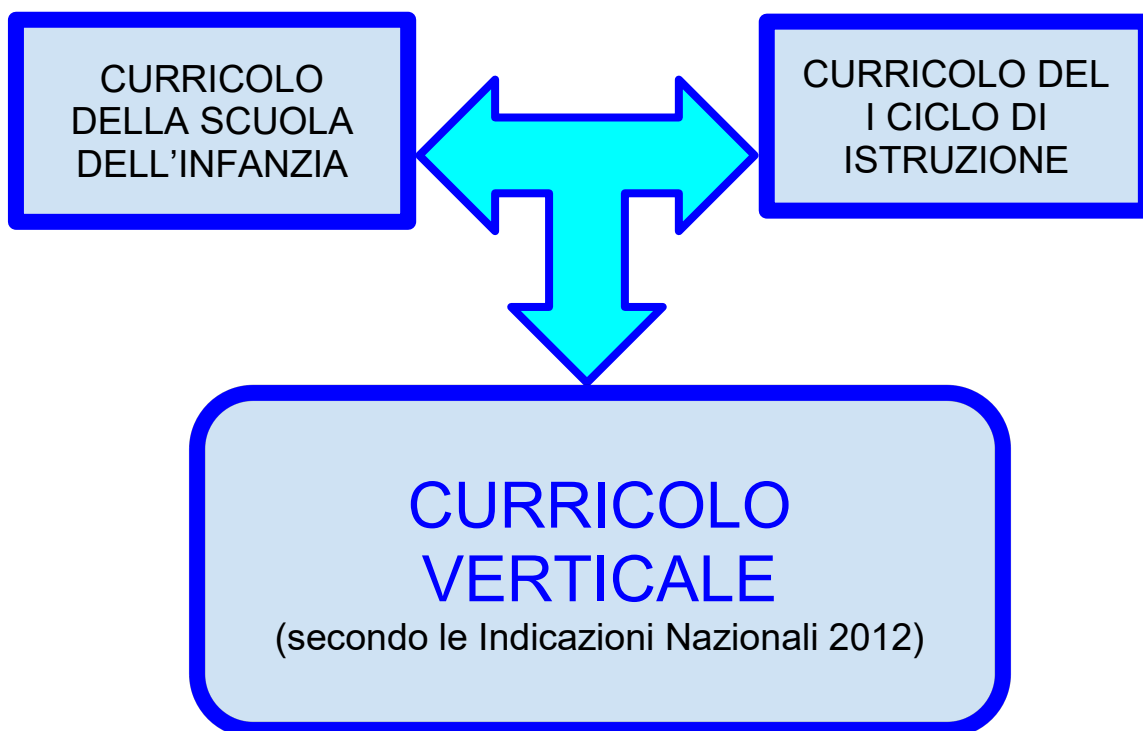 CURRICOLO
DELLA SCUOLA
DELL’INFANZIA
CURRICOLO DEL
I CICLO DI
ISTRUZIONE
CURRICOLO
VERTICALE
(secondo le Indicazioni Nazionali 2012)